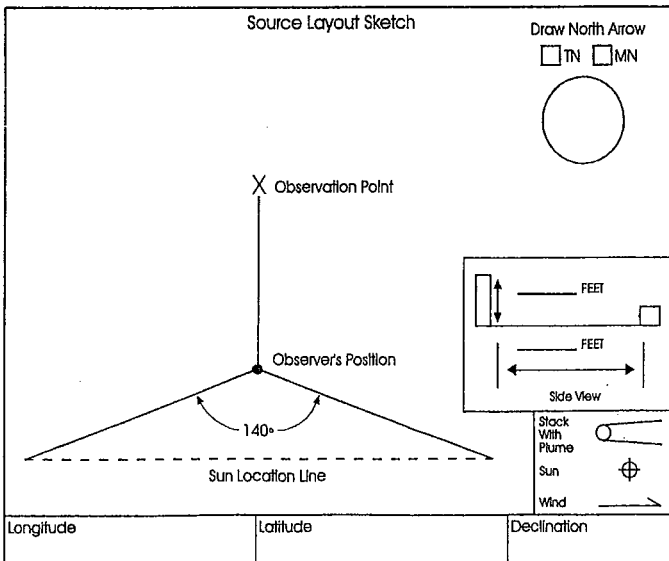 Source Layout Sketch
Draw North Arrow
TN MN
X Observation Point
FEET
Observer's Position
FEET
140°
Side View
Sun Location Line
Stack
With
Plume
Sun
Wind
Longitude
Latitude
Declination